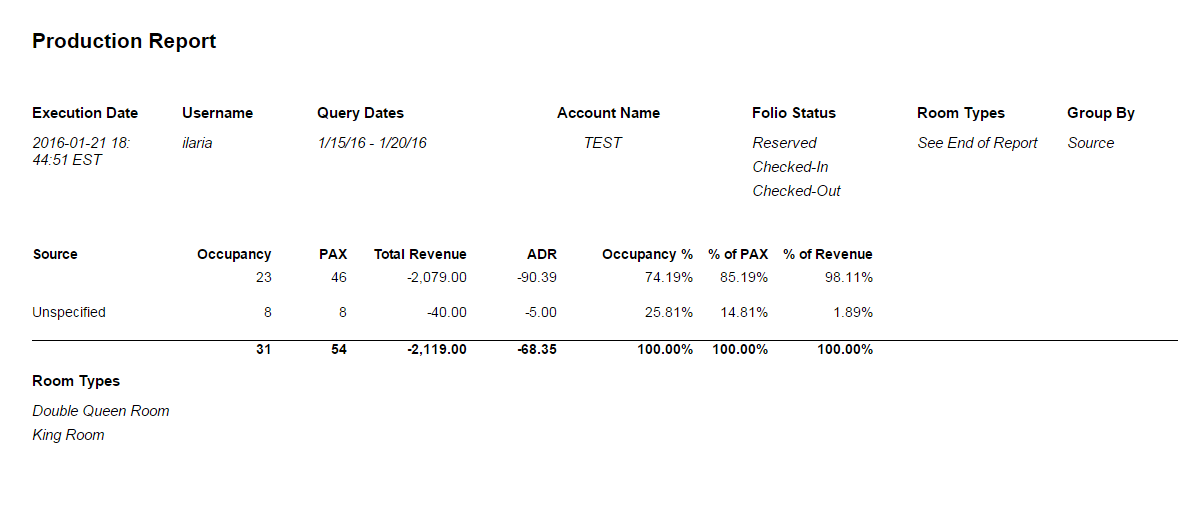 Production Report
Execution Date Username Query Dates Account Name Folio Status Room Types Group By
2016-01-21 18: ilaria 1/15/16 - 1/20/16 TEST Reserved See End of Report Source
44:51 EST
Checked-In
Checked-Out
Source Occupancy PAX Total Revenue ADR Occupancy % % of PAX % of Revenue
23 46 -2,079.00 -90.39 74.19% 85.19% 98.11%
Unspecified 8 8 -40.00 -5.00 25.81% 14.81% 1.89%
31 54 -2,119.00 -68.35 100.00% 100.00% 100.00%
Room Types
Double Queen Room
King Room